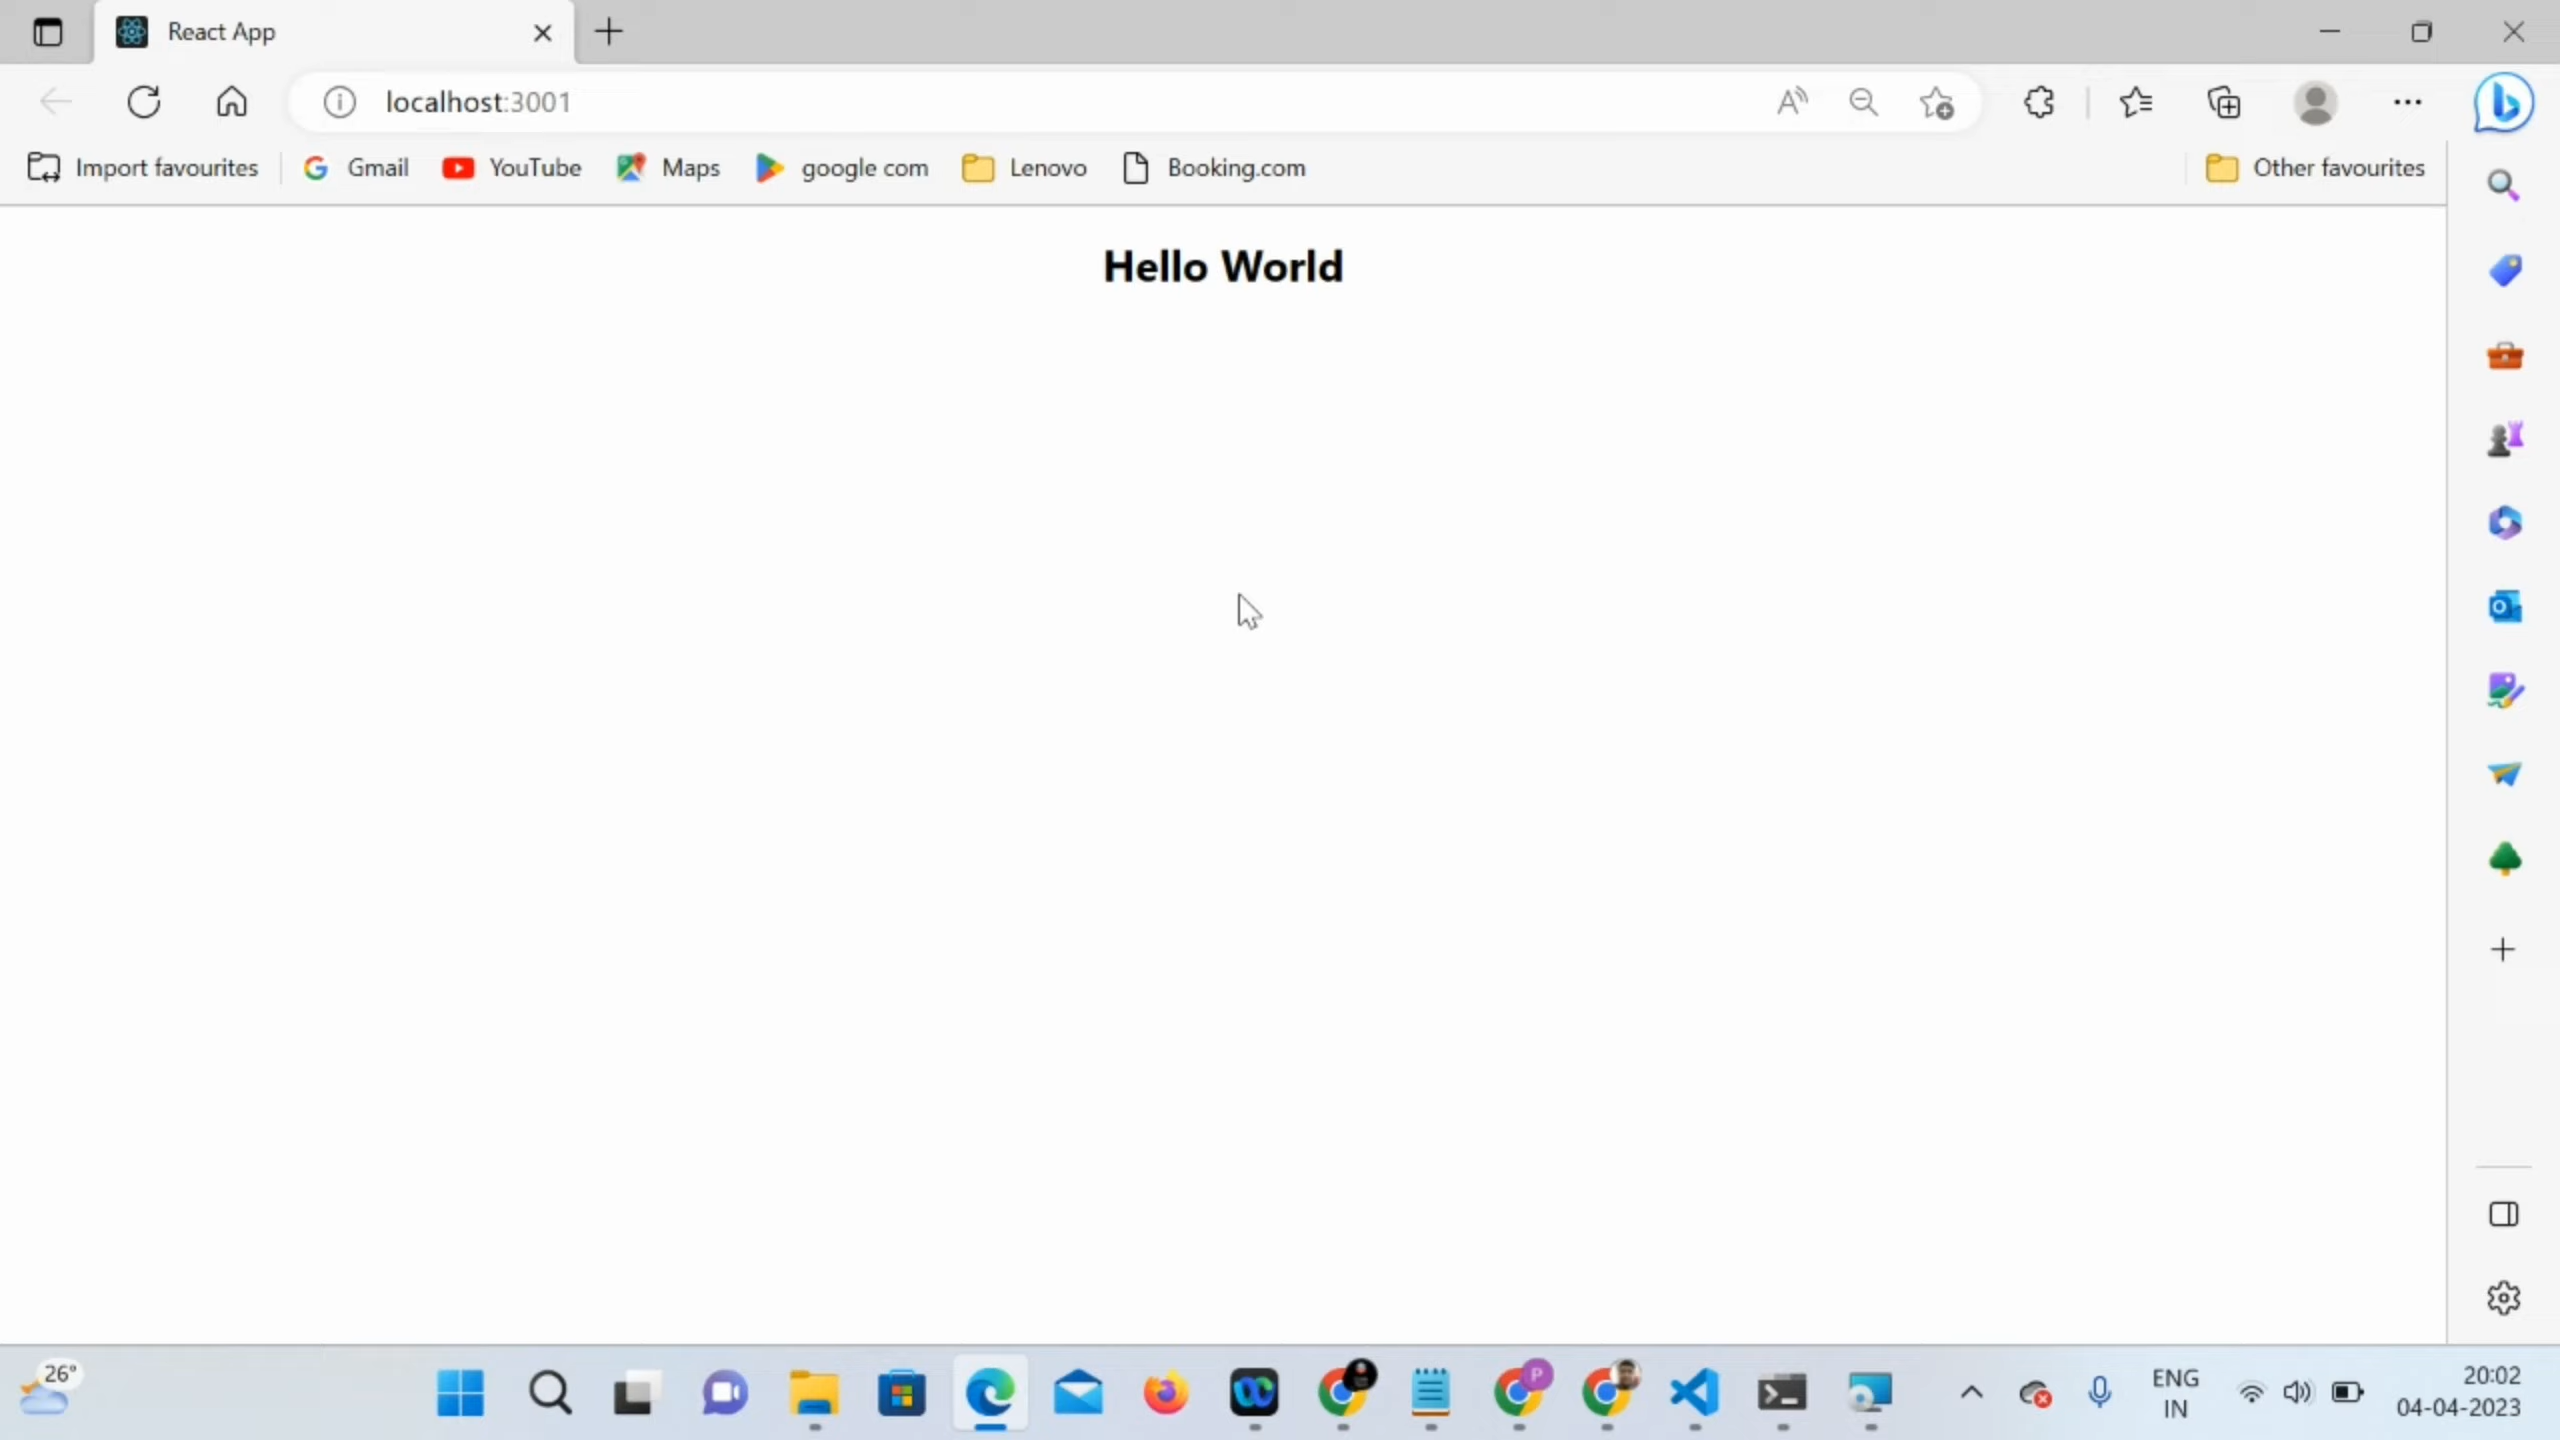 React App
localhost:3001
Import favourites Gmail YouTube Maps google com Lenovo Booking.com Other favourites
Hello World
26°
ENG
IN
20:02
04-04-2023